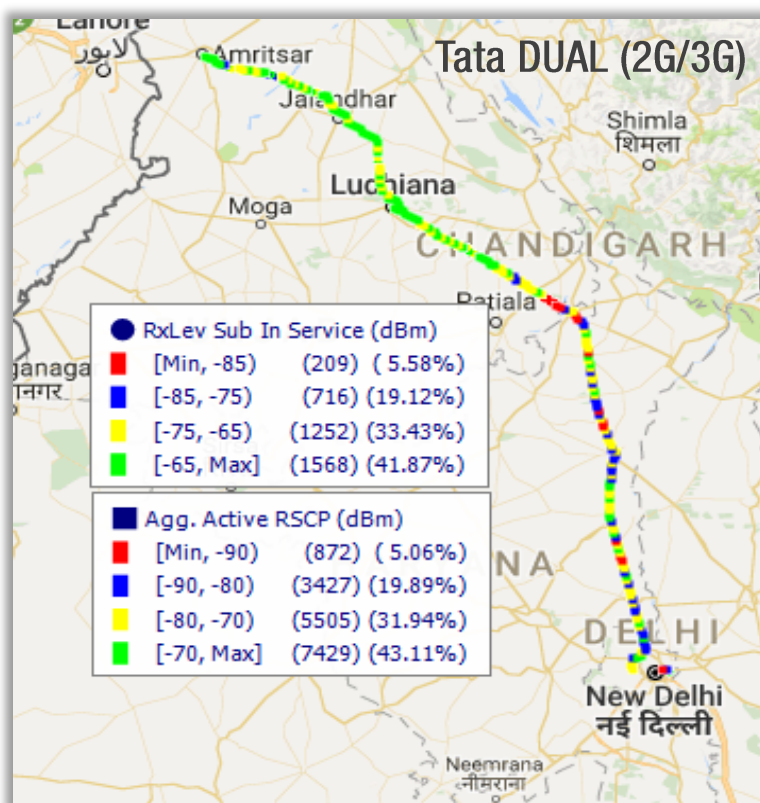 Lahore
لاہور
Amritsar
Tata DUAL (2G/3G)
Jalandhar
Shimla
शिमला
Ludhiana
Moga
CHANDIGARH
Patiala
RxLev Sub In Service (dBm)
[Min, -85) (209) ( 5.58%)
[-85, -75) (716) (19.12%)
[-75, -65) (1252) (33.43%)
[-65, Max] (1568) (41.87%)
ganaga
नगर
Agg. Active RSCP (dBm)
[Min, -90) (872) ( 5.06%)
[-90, -80) (3427) (19.89%)
[-80, -70) (5505) (31.94%)
[-70, Max] (7429) (43.11%)
ANA
DELHI
New Delhi
नई दिल्ली
Neemrana
नीमराना